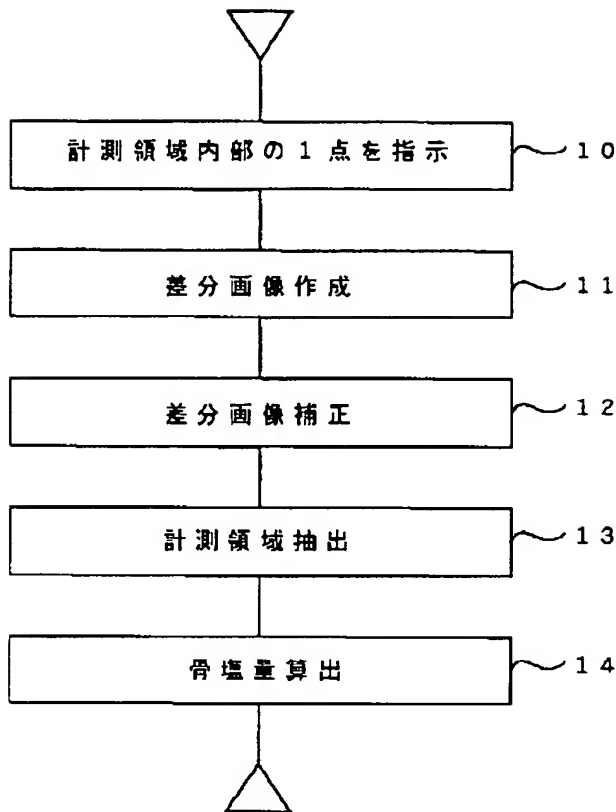 計測領域内部の1点を指示 10
差分画像作成 11
差分画像補正 12
計測領域抽出 13
骨塩量算出 14